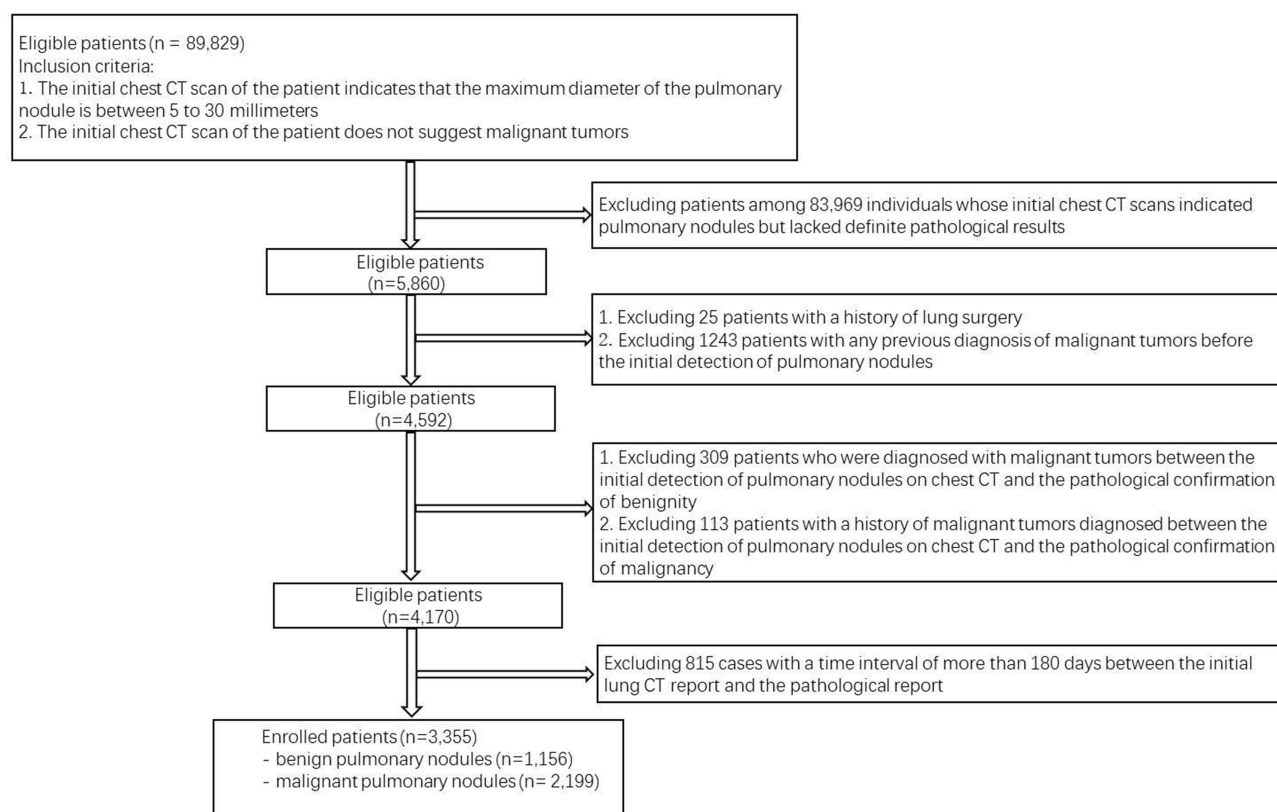 Eligible patients (n = 89,829)
Inclusion criteria:
1. The initial chest CT scan of the patient indicates that the maximum diameter of the pulmonary
nodule is between 5 to 30 millimeters
2. The initial chest CT scan of the patient does not suggest malignant tumors
Excluding patients among 83,969 individuals whose initial chest CT scans indicated
pulmonary nodules but lacked definite pathological results
Eligible patients
(n=5,860)
1. Excluding 25 patients with a history of lung surgery
2. Excluding 1243 patients with any previous diagnosis of malignant tumors before
the initial detection of pulmonary nodules
Eligible patients
(n=4,592)
1. Excluding 309 patients who were diagnosed with malignant tumors between the
initial detection of pulmonary nodules on chest CT and the pathological confirmation
of benignity
2. Excluding 113 patients with a history of malignant tumors diagnosed between the
initial detection of pulmonary nodules on chest CT and the pathological confirmation
of malignancy
Eligible patients
(n=4,170)
Excluding 815 cases with a time interval of more than 180 days between the initial
lung CT report and the pathological report
Enrolled patients (n=3,355)
- benign pulmonary nodules (n=1,156)
- malignant pulmonary nodules (n= 2,199)